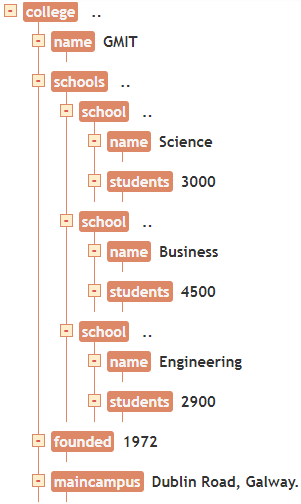 college ..
name GMIT
schools ..
school ..
name Science
students 3000
school ..
name Business
students 4500
school ..
name Engineering
students 2900
founded 1972
maincampus Dublin Road, Galway.